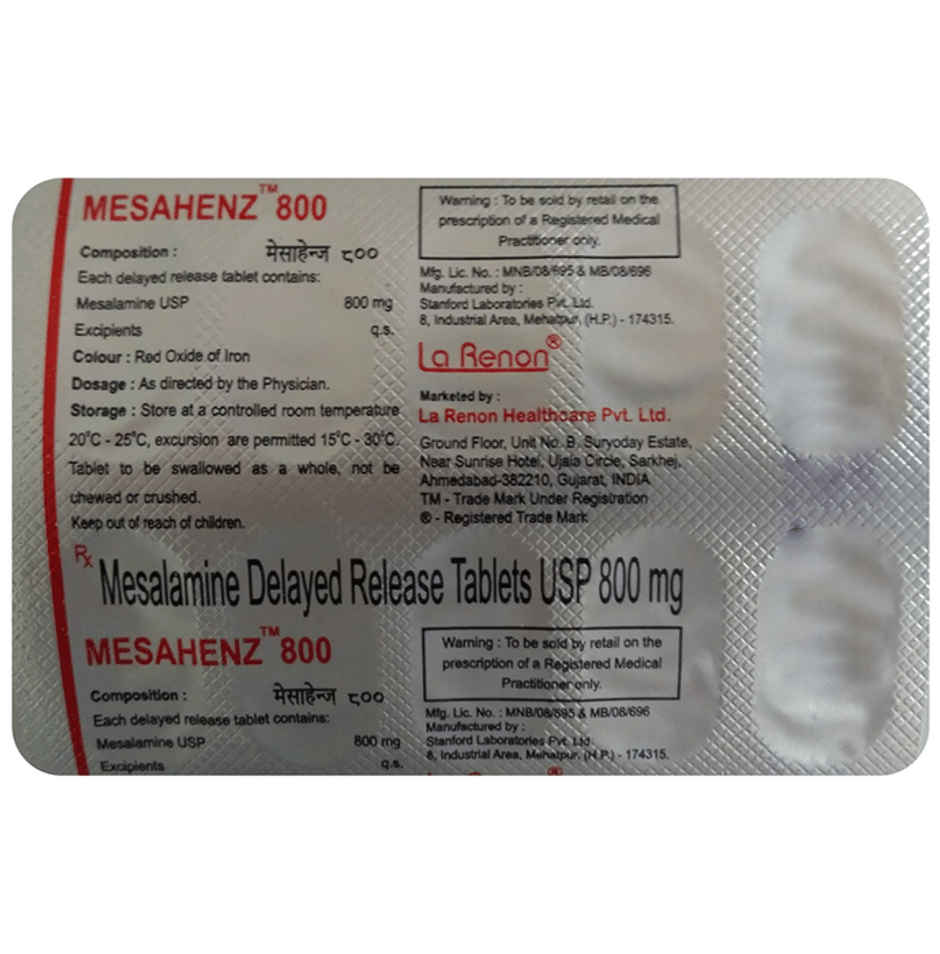 MESAHENZ™ 800
मेसाहेन्ज ८००
Composition :
Each delayed release tablet contains:
Mesalamine USP 800 mg
Excipients q.s.
Colour : Red Oxide of Iron
Dosage : As directed by the Physician.
Storage : Store at a controlled room temperature
20°C - 25°C, excursion are permitted 15°C - 30°C.
Tablet to be swallowed as a whole, not be
chewed or crushed.
Keep out of reach of children.
Warning : To be sold by retail on the
prescription of a Registered Medical
Practitioner only.
Mfg. Lic. No. : MNB/08/695 & MB/08/696
Manufactured by :
Stanford Laboratories Pvt. Ltd.
8, Industrial Area, Mehatpur, (H.P.) - 174315.
La Renon®
Marketed by :
La Renon Healthcare Pvt. Ltd.
Ground Floor, Unit No. B, Suryoday Estate,
Near Sunrise Hotel, Ujala Circle, Sarkhej,
Ahmedabad-382210, Gujarat, INDIA
TM - Trade Mark Under Registration
® - Registered Trade Mark
Rx Mesalamine Delayed Release Tablets USP 800 mg
MESAHENZ™ 800
मेसाहेन्ज ८००
Composition :
Each delayed release tablet contains:
Mesalamine USP 800 mg
Excipients q.s.
Warning : To be sold by retail on the
prescription of a Registered Medical
Practitioner only.
Mfg. Lic. No. : MNB/08/695 & MB/08/696
Manufactured by :
Stanford Laboratories Pvt. Ltd.
8, Industrial Area, Mehatpur, (H.P.) - 174315.